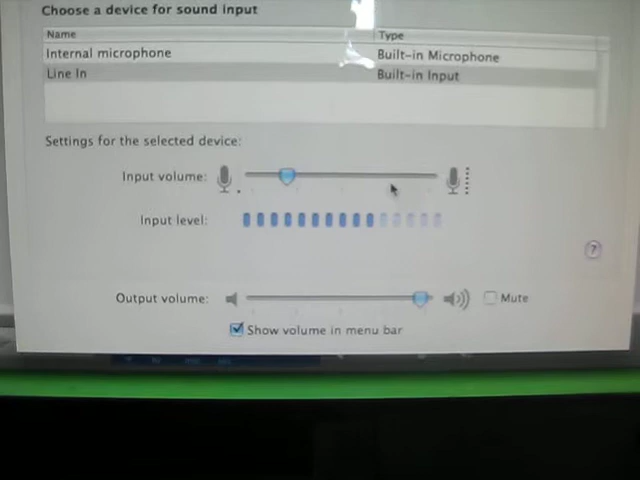 Choose a device for sound input
Name Type
Internal microphone Built-in Microphone
Line In Built-in Input
Settings for the selected device:
Input volume:
Input level:
?
Output volume: Mute
Show volume in menu bar